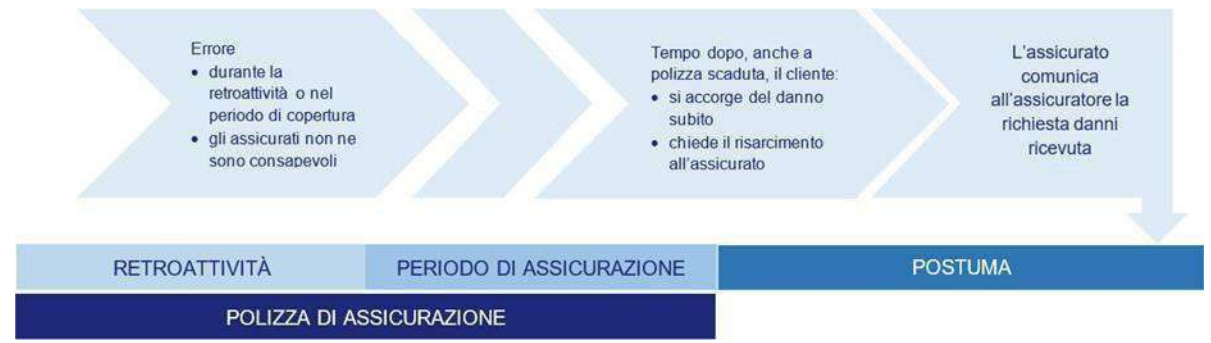 Errore
• durante la
retroattività o nel
periodo di copertura
• gli assicurati non ne
sono consapevoli
Tempo dopo, anche a
polizza scaduta, il cliente:
• si accorge del danno
subito
• chiede il risarcimento
all'assicurato
L'assicurato
comunica
all'assicuratore la
richiesta danni
ricevuta
RETROATTIVITÀ
PERIODO DI ASSICURAZIONE
POSTUMA
POLIZZA DI ASSICURAZIONE